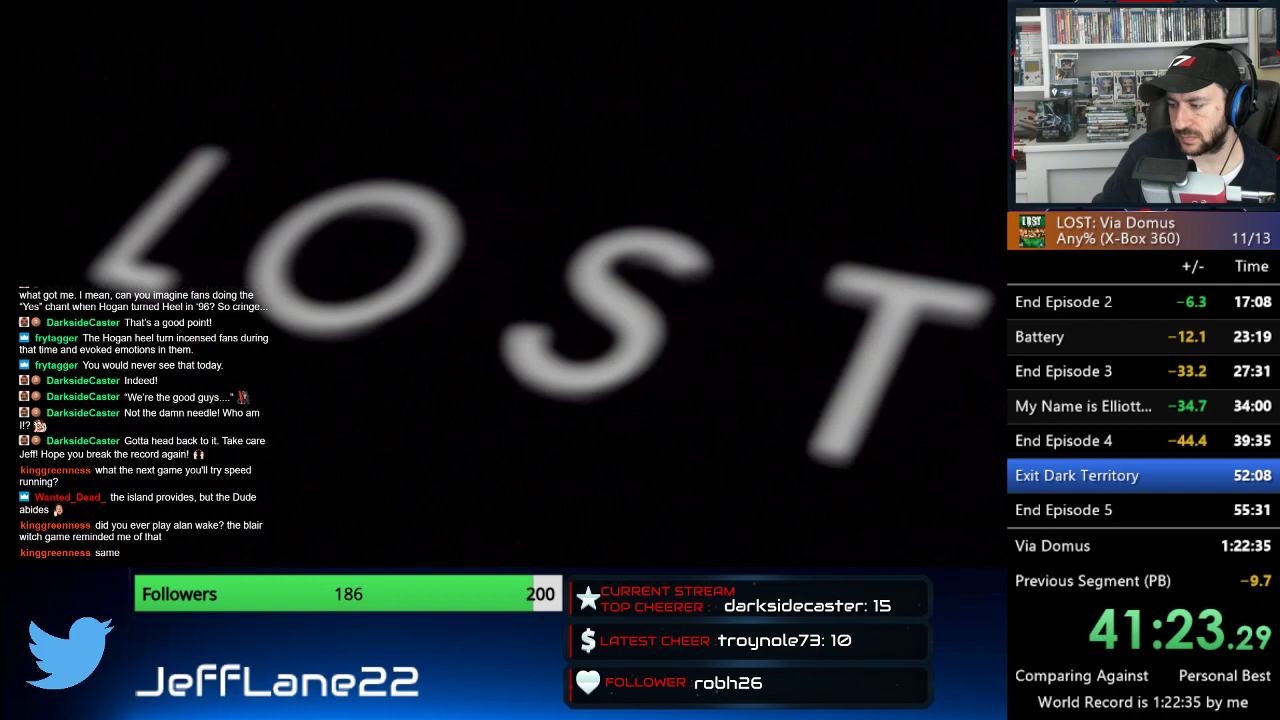 LOST
what got me. I mean, can you imagine fans doing the
"Yes" chant when Hogan turned Heel in '96? So cringe...
DarksideCaster That's a good point!
frytagger The Hogan heel turn incensed fans during
that time and evoked emotions in them.
frytagger You would never see that today.
DarksideCaster Indeed!
DarksideCaster "We're the good guys...."
DarksideCaster Not the damn needle! Who am
I!?
DarksideCaster Gotta head back to it. Take care
Jeff! Hope you break the record again!
kinggreenness what the next game you'll try speed
running?
Wanted_Dead_ the island provides, but the Dude
abides
kinggreenness did you ever play alan wake? the blair
witch game reminded me of that
kinggreenness same
Followers 186 200
JeffLane22
CURRENT STREAM
TOP CHEERER : darksidecaster: 15
LATEST CHEER : troynole73: 10
FOLLOWER : robh26
LOST
LOST: Via Domus
Any% (X-Box 360) 11/13
+/- Time
End Episode 2 −6.3 17:08
Battery −12.1 23:19
End Episode 3 −33.2 27:31
My Name is Elliott... −34.7 34:00
End Episode 4 −44.4 39:35
Exit Dark Territory 52:08
End Episode 5 55:31
Via Domus 1:22:35
Previous Segment (PB) −9.7
41:23.29
Comparing Against Personal Best
World Record is 1:22:35 by me